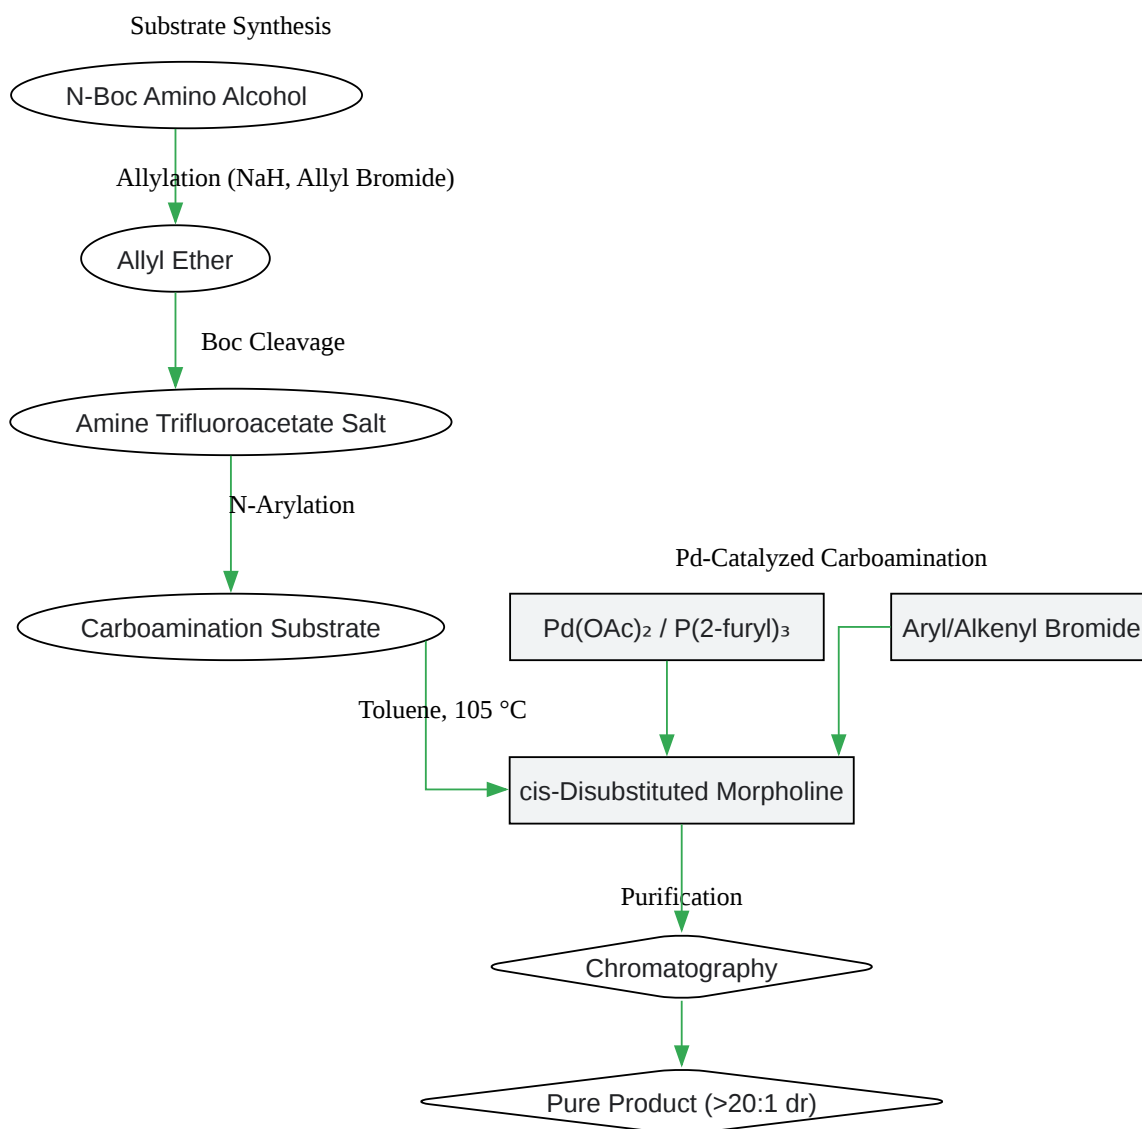 Substrate Synthesis
N-Boc Amino Alcohol
Allylation (NaH, Allyl Bromide)
Allyl Ether
Boc Cleavage
Amine Trifluoroacetate Salt
N-Arylation
Pd-Catalyzed Carboamination
Carboamination Substrate
Pd(OAc)₂ / P(2-furyl)₃
Aryl/Alkenyl Bromide
Toluene, 105 °C
cis-Disubstituted Morpholine
Purification
Chromatography
Pure Product (>20:1 dr)